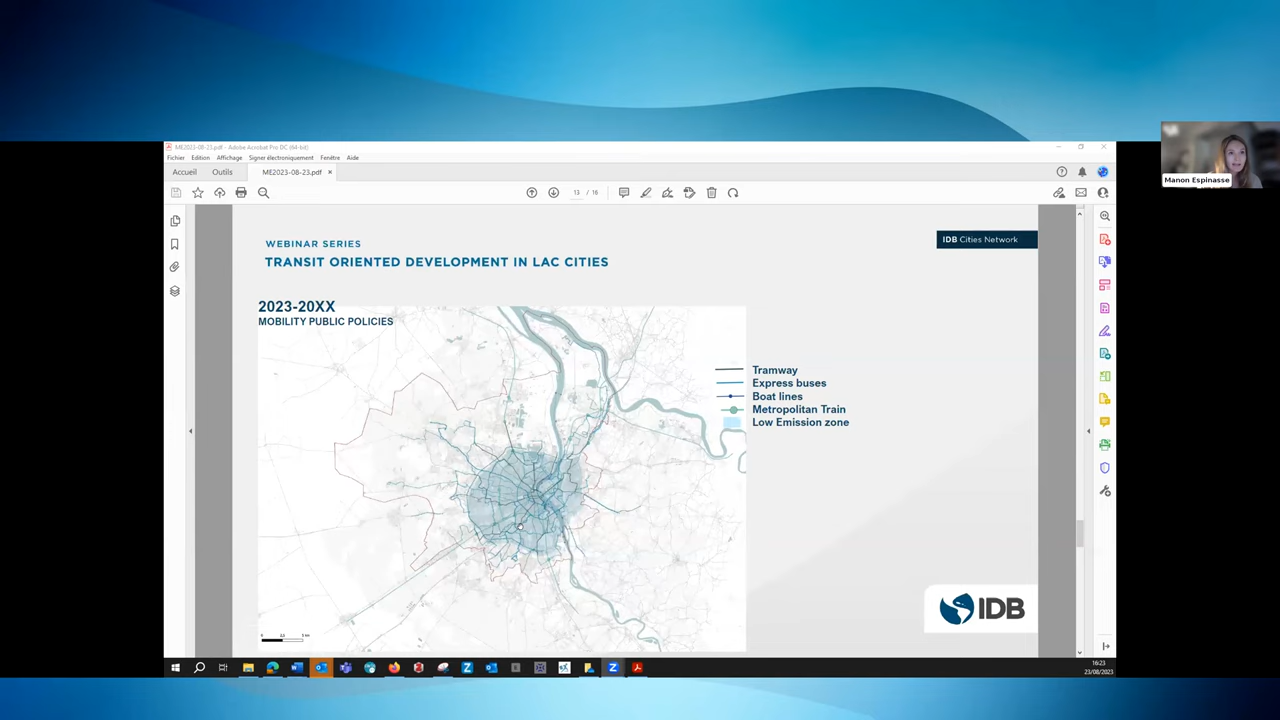 ME2023-08-23.pdf - Adobe Acrobat Pro DC (64-bit)
Fichier Edition Affichage Signer électroniquement Fenêtre Aide
Accueil Outils ME2023-08-23.pdf ×
13 / 16
Manon Espinasse
WEBINAR SERIES
TRANSIT ORIENTED DEVELOPMENT IN LAC CITIES
IDB Cities Network
2023-20XX
MOBILITY PUBLIC POLICIES
Tramway
Express buses
Boat lines
Metropolitan Train
Low Emission zone
IDB
16:23
23/08/2023